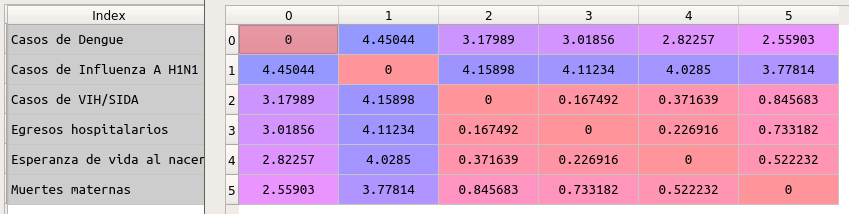 Index 0 1 2 3 4 5
Casos de Dengue 0 0 4.45044 3.17989 3.01856 2.82257 2.55903
Casos de Influenza A H1N1 1 4.45044 0 4.15898 4.11234 4.0285 3.77814
Casos de VIH/SIDA 2 3.17989 4.15898 0 0.167492 0.371639 0.845683
Egresos hospitalarios 3 3.01856 4.11234 0.167492 0 0.226916 0.733182
Esperanza de vida al nacer 4 2.82257 4.0285 0.371639 0.226916 0 0.522232
Muertes maternas 5 2.55903 3.77814 0.845683 0.733182 0.522232 0